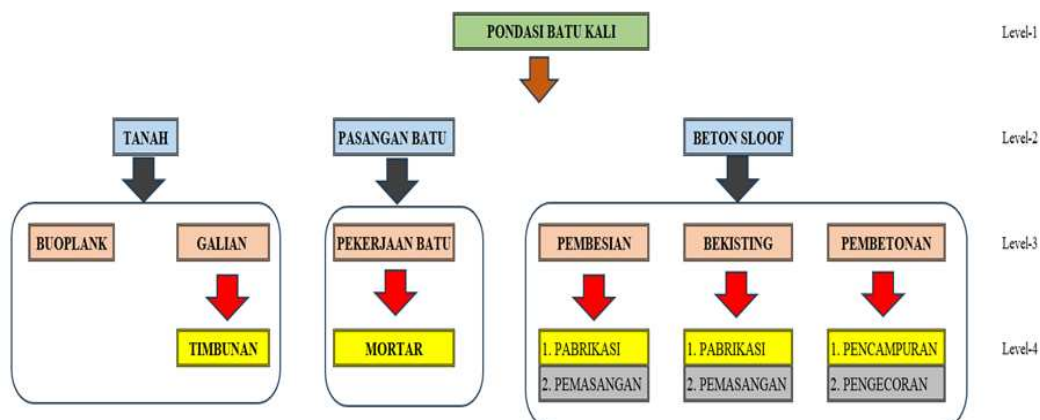 PONDASI BATU KALI
Level-1
TANAH
PASANGAN BATU
BETON SLOOF
Level-2
BUOPLANK
GALIAN
PEKERJAAN BATU
PEMBESIAN
BEKISTING
PEMBETONAN
Level-3
TIMBUNAN
MORTAR
1. PABRIKASI
1. PABRIKASI
1. PENCAMPURAN
Level-4
2. PEMASANGAN
2. PEMASANGAN
2. PENGECORAN